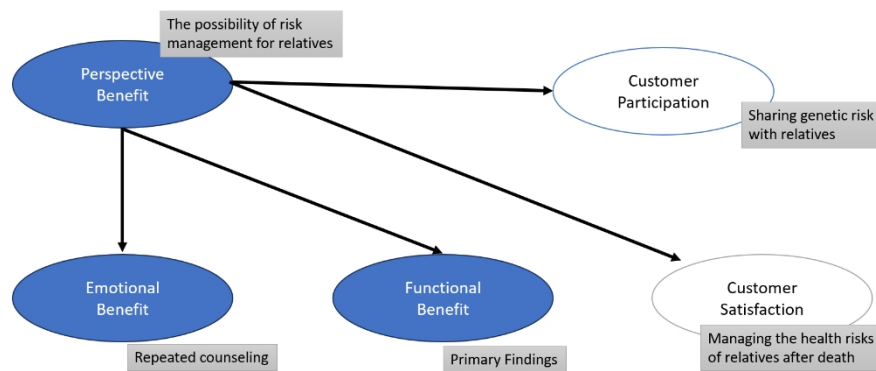 The possibility of risk
management for relatives
Perspective
Benefit
Customer
Participation
Sharing genetic risk
with relatives
Emotional
Benefit
Repeated counseling
Functional
Benefit
Primary Findings
Customer
Satisfaction
Managing the health risks
of relatives after death